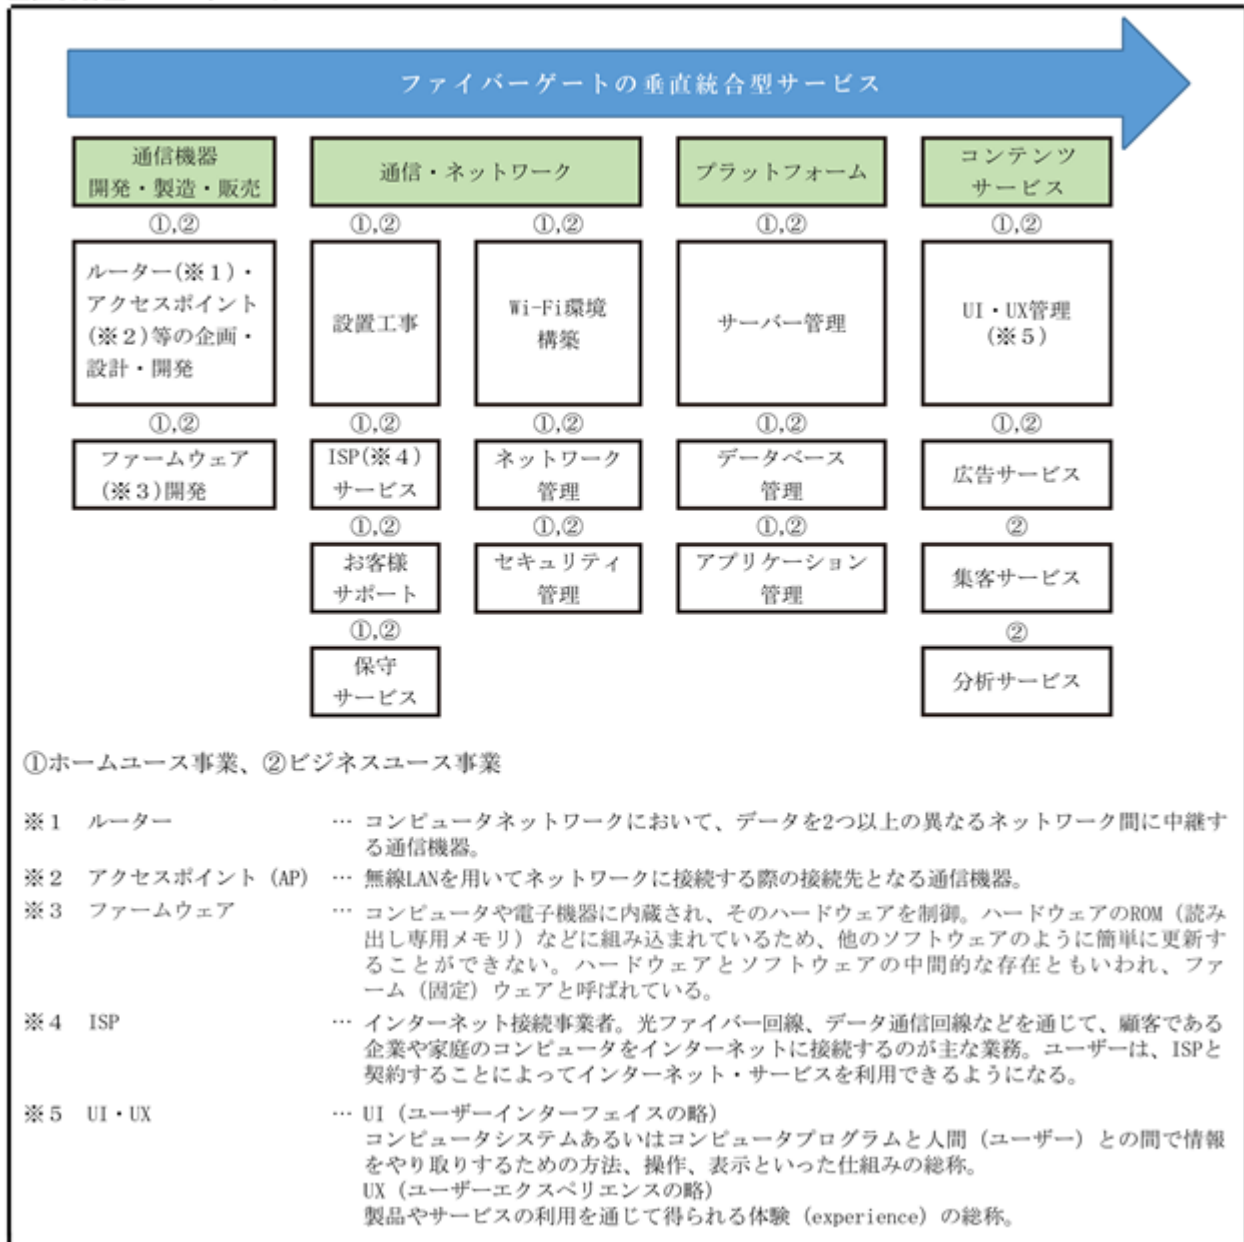 ファイバーゲートの垂直統合型サービス
通信機器
開発・製造・販売
通信・ネットワーク
プラットフォーム
コンテンツ
サービス
①,②
①,②
①,②
①,②
①,②
ルーター(※1)・
アクセスポイント
(※2)等の企画・
設計・開発
設置工事
Wi-Fi環境
構築
サーバー管理
UI・UX管理
(※5)
①,②
①,②
①,②
①,②
①,②
ファームウェア
(※3)開発
ISP(※4)
サービス
ネットワーク
管理
データベース
管理
広告サービス
①,②
①,②
①,②
②
お客様
サポート
セキュリティ
管理
アプリケーション
管理
集客サービス
①,②
②
保守
サービス
分析サービス
①ホームユース事業、②ビジネスユース事業
※1 ルーター … コンピュータネットワークにおいて、データを2つ以上の異なるネットワーク間に中継す
る通信機器。
※2 アクセスポイント（AP） … 無線LANを用いてネットワークに接続する際の接続先となる通信機器。
※3 ファームウェア … コンピュータや電子機器に内蔵され、そのハードウェアを制御。ハードウェアのROM（読み
出し専用メモリ）などに組み込まれているため、他のソフトウェアのように簡単に更新す
ることができない。ハードウェアとソフトウェアの中間的な存在ともいわれ、ファ
ーム（固定）ウェアと呼ばれている。
※4 ISP … インターネット接続事業者。光ファイバー回線、データ通信回線などを通じて、顧客である
企業や家庭のコンピュータをインターネットに接続するのが主な業務。ユーザーは、ISPと
契約することによってインターネット・サービスを利用できるようになる。
※5 UI・UX … UI（ユーザーインターフェイスの略）
コンピュータシステムあるいはコンピュータプログラムと人間（ユーザー）との間で情報
をやり取りするための方法、操作、表示といった仕組みの総称。
UX（ユーザーエクスペリエンスの略）
製品やサービスの利用を通じて得られる体験（experience）の総称。